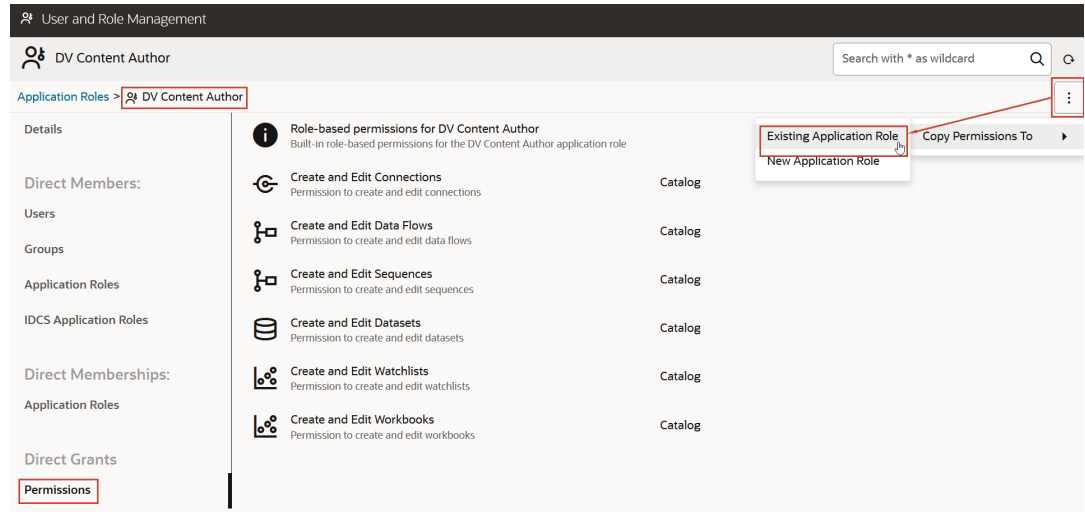 User and Role Management
DV Content Author
Search with * as wildcard
Application Roles > DV Content Author
Details
Direct Members:
Users
Groups
Application Roles
IDCS Application Roles
Direct Memberships:
Application Roles
Direct Grants
Permissions
Role-based permissions for DV Content Author
Built-in role-based permissions for the DV Content Author application role
Create and Edit Connections
Permission to create and edit connections
Catalog
Create and Edit Data Flows
Permission to create and edit data flows
Catalog
Create and Edit Sequences
Permission to create and edit sequences
Catalog
Create and Edit Datasets
Permission to create and edit datasets
Catalog
Create and Edit Watchlists
Permission to create and edit watchlists
Catalog
Create and Edit Workbooks
Permission to create and edit workbooks
Catalog
Existing Application Role
New Application Role
Copy Permissions To